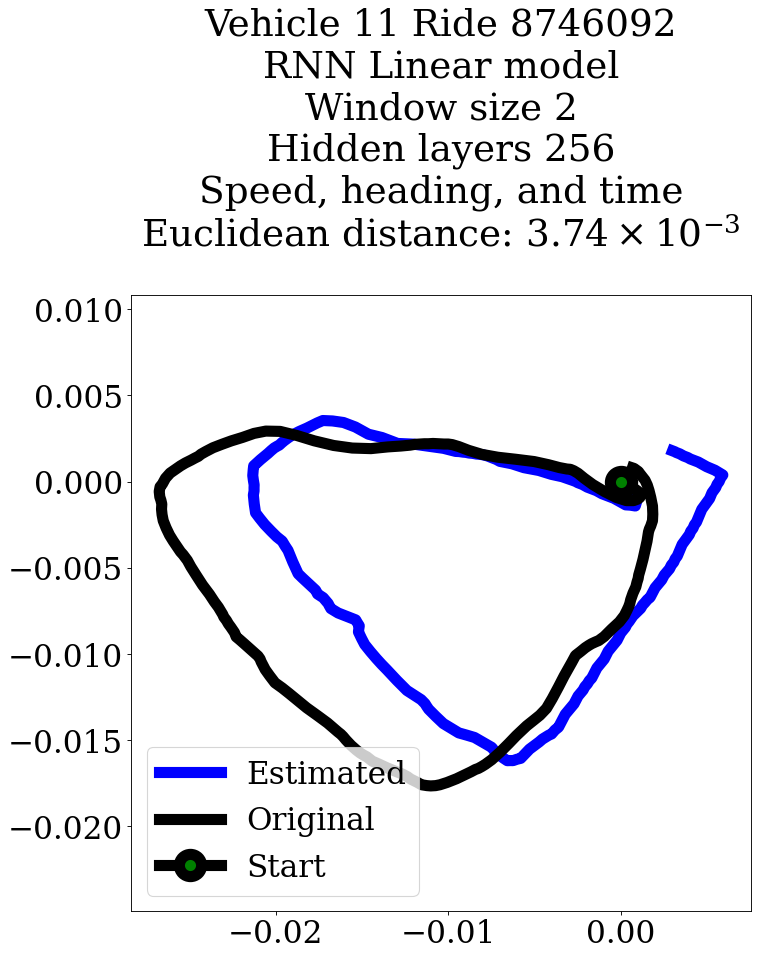 Vehicle 11 Ride 8746092
RNN Linear model
Window size 2
Hidden layers 256
Speed, heading, and time
Euclidean distance: 3.74 × 10⁻³
0.010
0.005
0.000
−0.005
−0.010
−0.015
−0.020
Estimated
Original
Start
−0.02 −0.01 0.00